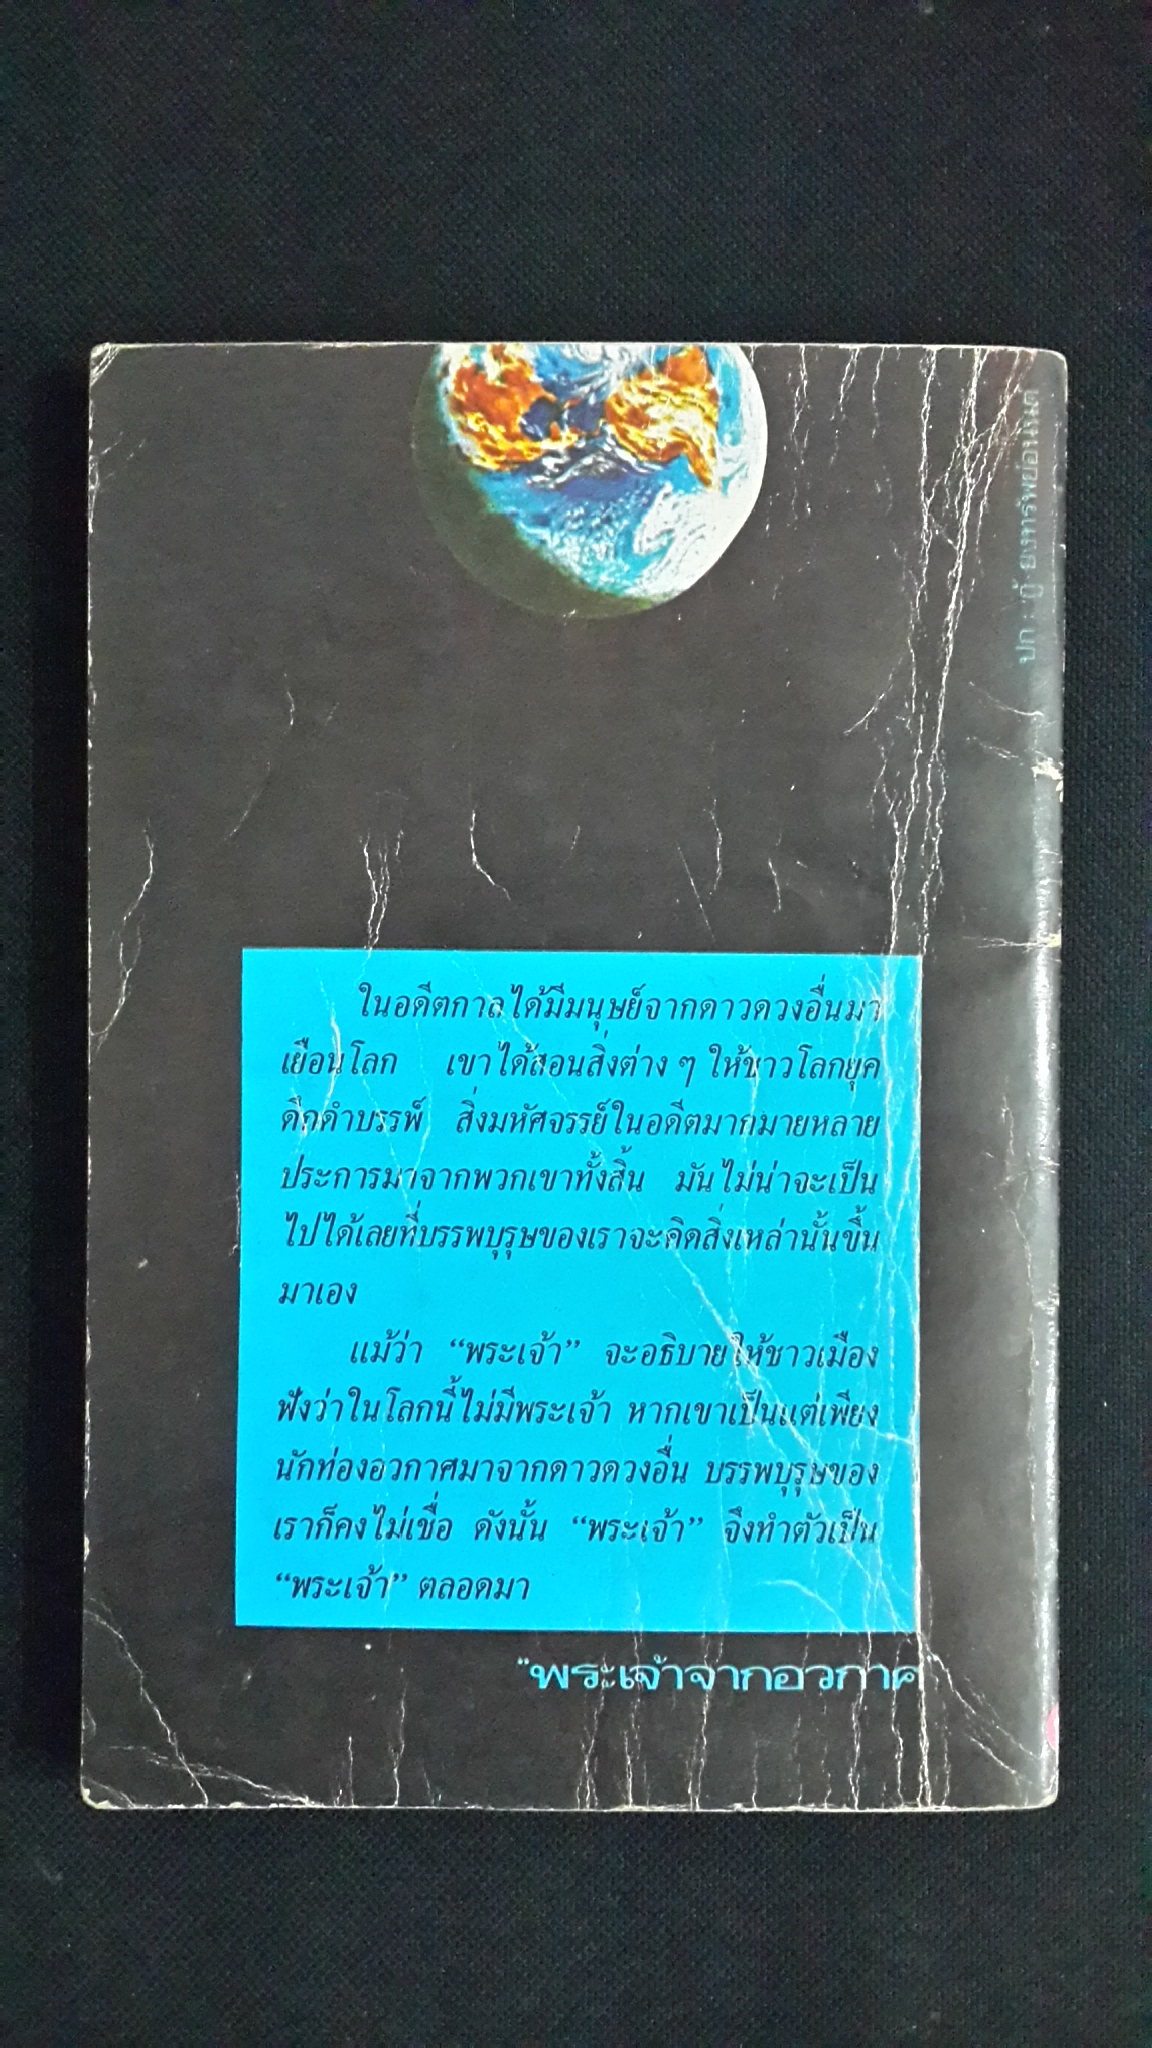 ในอดีตกาลได้มีมนุษย์จากดาวดวงอื่นมา
เยือนโลก เขาได้สอนสิ่งต่าง ๆ ให้ชาวโลกยุค
ดึกดำบรรพ์ สิ่งมหัศจรรย์ในอดีตมากมายหลาย
ประการมาจากพวกเขาทั้งสิ้น มันไม่น่าจะเป็น
ไปได้เลยที่บรรพบุรุษของเราจะคิดสิ่งเหล่านั้นขึ้น
มาเอง
แม้ว่า “พระเจ้า” จะอธิบายให้ชาวเมือง
ฟังว่าในโลกนี้ไม่มีพระเจ้า หากเขาเป็นแต่เพียง
นักท่องอวกาศมาจากดาวดวงอื่น บรรพบุรุษของ
เราก็คงไม่เชื่อ ดังนั้น “พระเจ้า” จึงทำตัวเป็น
“พระเจ้า” ตลอดมา
“พระเจ้าจากอวกาศ
ปก :